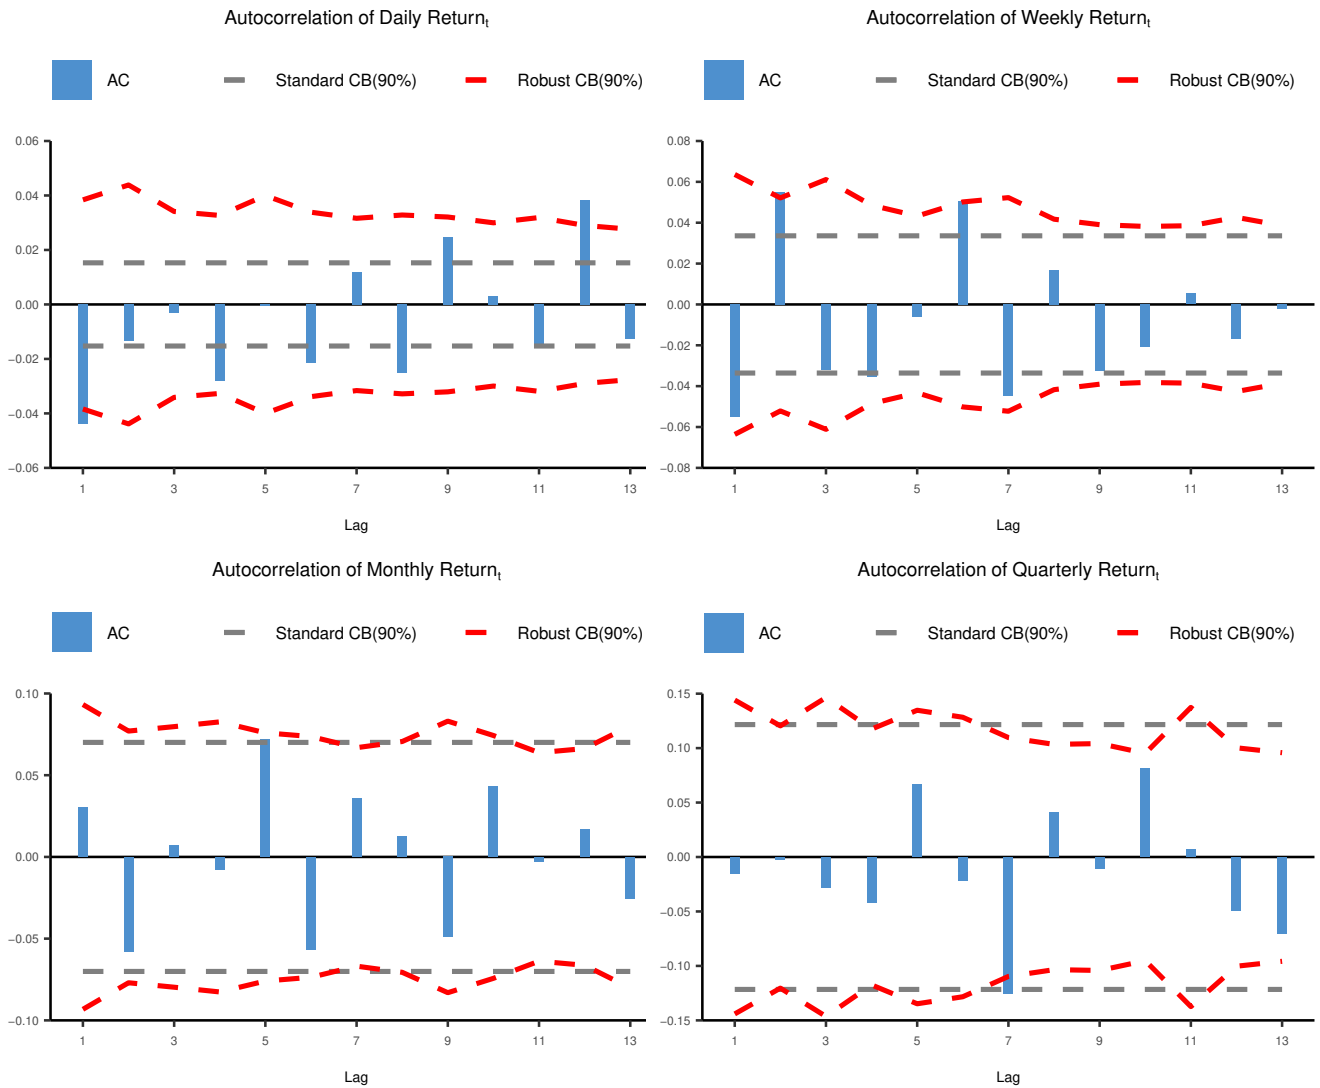 Autocorrelation of Daily Returnₜ
AC
Standard CB(90%)
Robust CB(90%)
0.06
0.04
0.02
0.00
−0.02
−0.04
−0.06
1 3 5 7 9 11 13
Lag
Autocorrelation of Weekly Returnₜ
AC
Standard CB(90%)
Robust CB(90%)
0.08
0.06
0.04
0.02
0.00
−0.02
−0.04
−0.06
−0.08
1 3 5 7 9 11 13
Lag
Autocorrelation of Monthly Returnₜ
AC
Standard CB(90%)
Robust CB(90%)
0.10
0.05
0.00
−0.05
−0.10
1 3 5 7 9 11 13
Lag
Autocorrelation of Quarterly Returnₜ
AC
Standard CB(90%)
Robust CB(90%)
0.15
0.10
0.05
0.00
−0.05
−0.10
−0.15
1 3 5 7 9 11 13
Lag